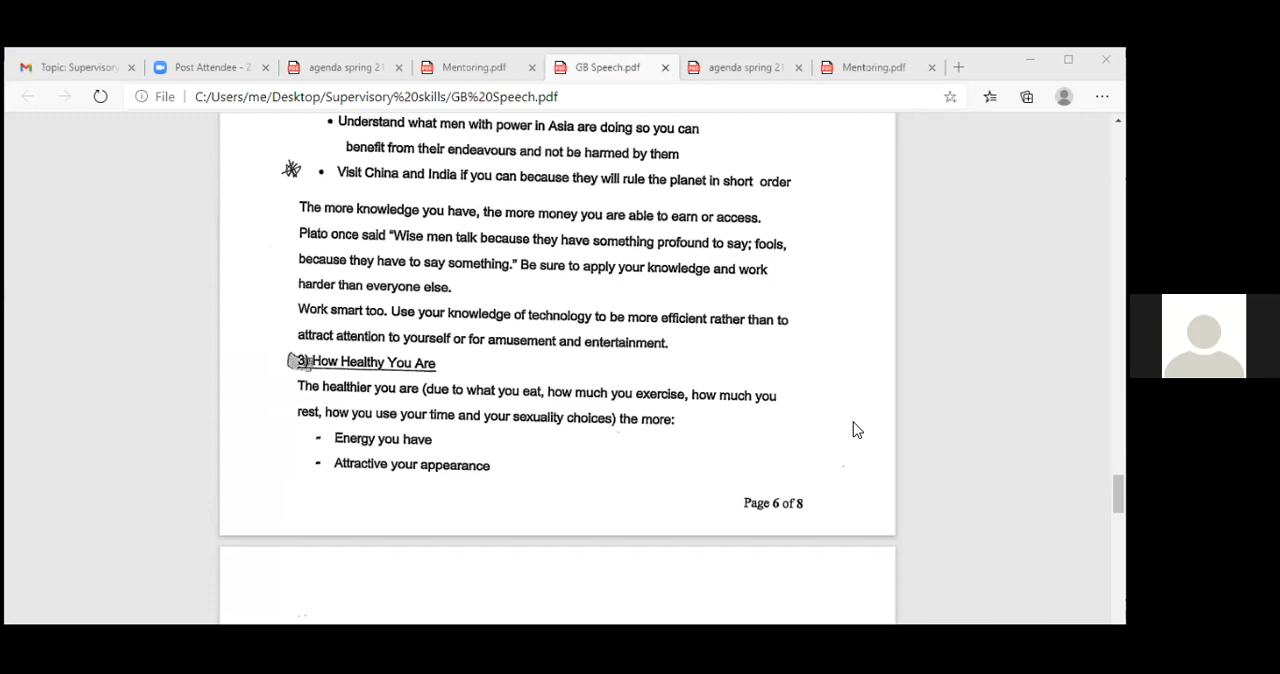 Topic: Supervisory
Post Attendee - Z
agenda spring 21
Mentoring.pdf
GB Speech.pdf
agenda spring 21
Mentoring.pdf
File
C:/Users/me/Desktop/Supervisory%20skills/GB%20Speech.pdf
• Understand what men with power in Asia are doing so you can
benefit from their endeavours and not be harmed by them
• Visit China and India if you can because they will rule the planet in short order
The more knowledge you have, the more money you are able to earn or access.
Plato once said “Wise men talk because they have something profound to say; fools,
because they have to say something.” Be sure to apply your knowledge and work
harder than everyone else.
Work smart too. Use your knowledge of technology to be more efficient rather than to
attract attention to yourself or for amusement and entertainment.
3) How Healthy You Are
The healthier you are (due to what you eat, how much you exercise, how much you
rest, how you use your time and your sexuality choices) the more:
- Energy you have
- Attractive your appearance
Page 6 of 8